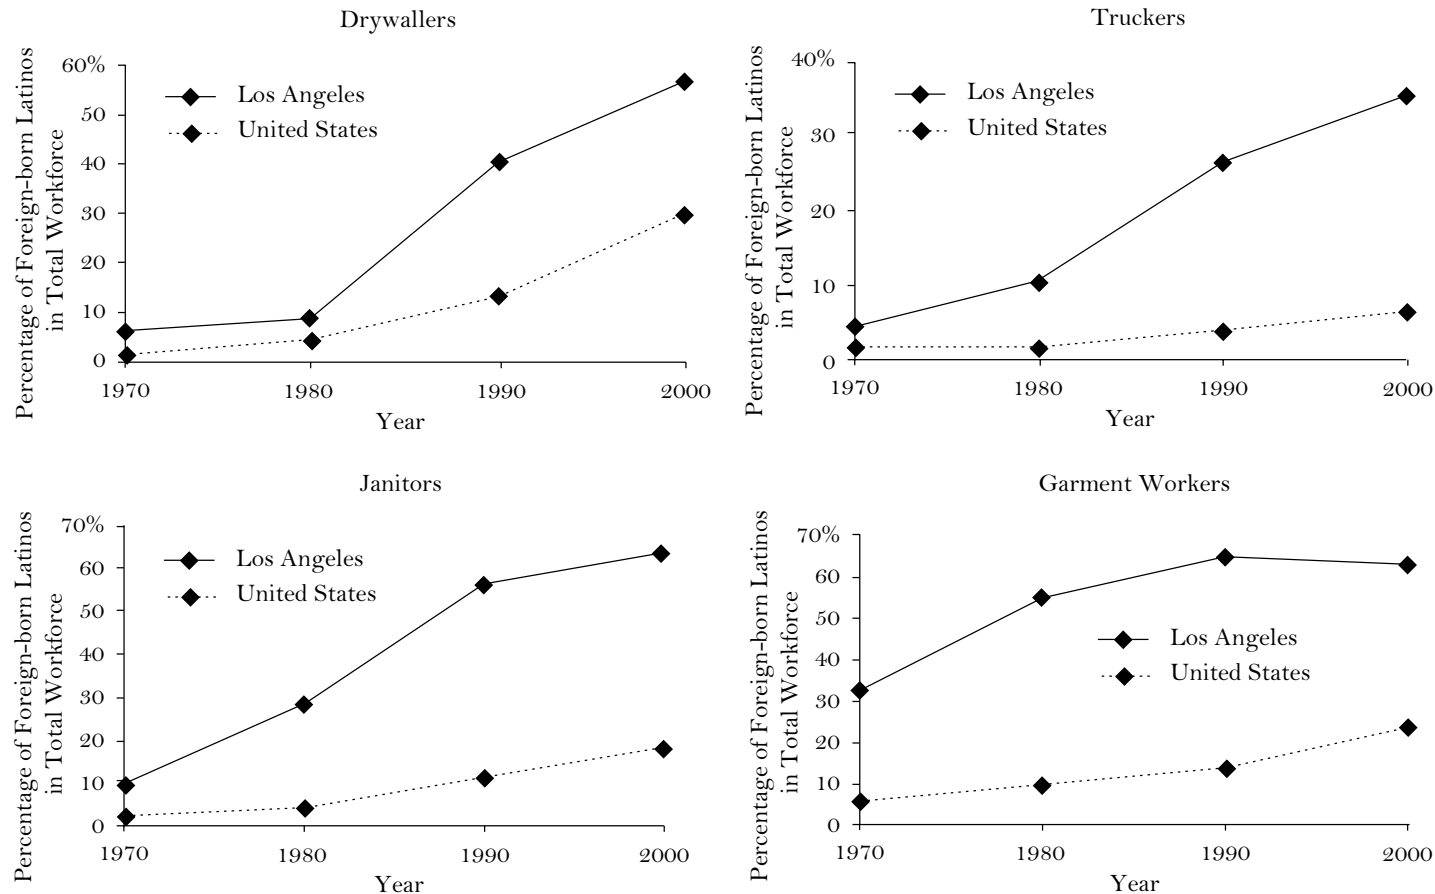 Drywallers
Percentage of Foreign-born Latinos
in Total Workforce
60%
50
40
30
20
10
0
Los Angeles
United States
1970 1980 1990 2000
Year
Truckers
Percentage of Foreign-born Latinos
in Total Workforce
40%
30
20
10
0
Los Angeles
United States
1970 1980 1990 2000
Year
Janitors
Percentage of Foreign-born Latinos
in Total Workforce
70%
60
50
40
30
20
10
0
Los Angeles
United States
1970 1980 1990 2000
Year
Garment Workers
Percentage of Foreign-born Latinos
in Total Workforce
70%
60
50
40
30
20
10
0
Los Angeles
United States
1970 1980 1990 2000
Year